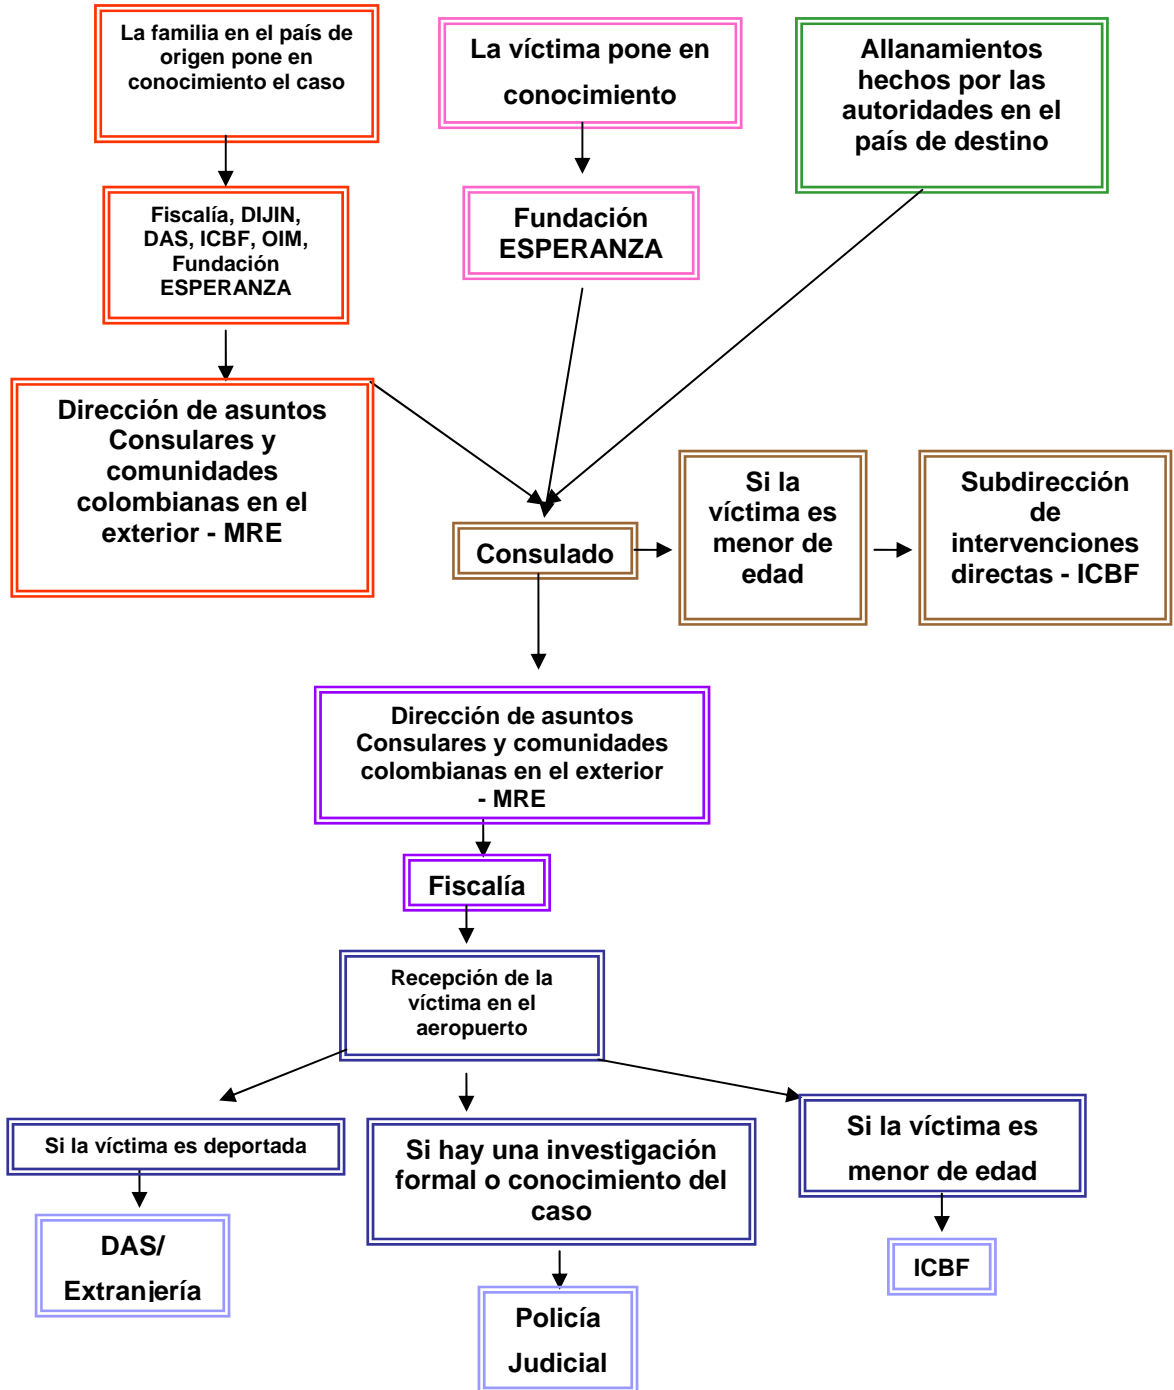 La familia en el país de
origen pone en
conocimiento el caso
La víctima pone en
conocimiento
Allanamientos
hechos por las
autoridades en el
país de destino
Fiscalía, DIJIN,
DAS, ICBF, OIM,
Fundación
ESPERANZA
Fundación
ESPERANZA
Dirección de asuntos
Consulares y
comunidades
colombianas en el
exterior - MRE
Consulado
Si la
víctima es
menor de
edad
Subdirección
de
intervenciones
directas - ICBF
Dirección de asuntos
Consulares y comunidades
colombianas en el exterior
- MRE
Fiscalía
Recepción de la
víctima en el
aeropuerto
Si la víctima es deportada
Si hay una investigación
formal o conocimiento del
caso
Si la víctima es
menor de edad
DAS/
Extranjería
Policía
Judicial
ICBF